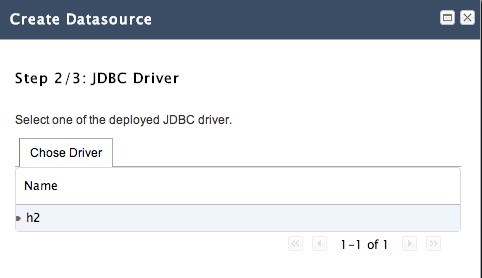 Create Datasource
Step 2/3: JDBC Driver
Select one of the deployed JDBC driver.
Chose Driver
Name
h2
1-1 of 1